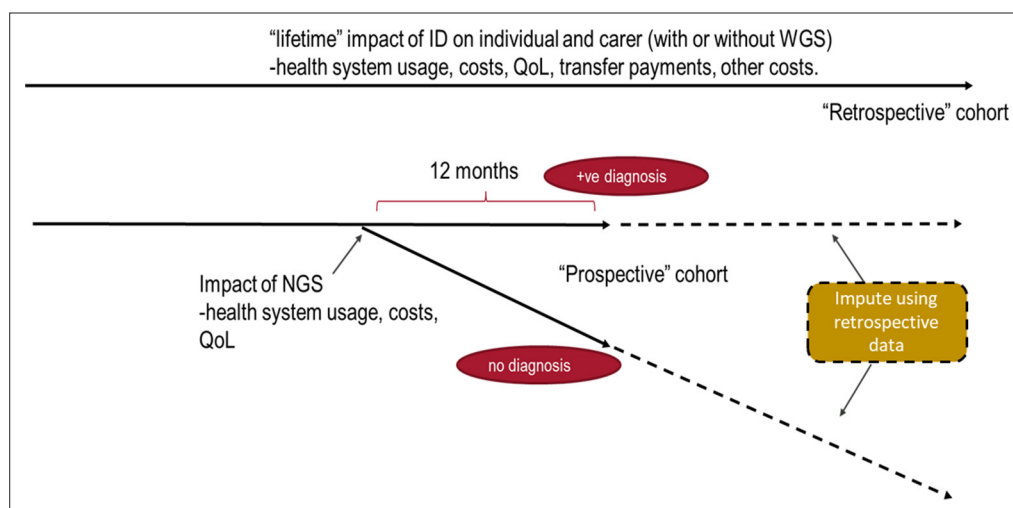 “lifetime” impact of ID on individual and carer (with or without WGS)
-health system usage, costs, QoL, transfer payments, other costs.
“Retrospective” cohort
12 months
+ve diagnosis
Impact of NGS
-health system usage, costs,
QoL
“Prospective” cohort
Impute using
retrospective
data
no diagnosis